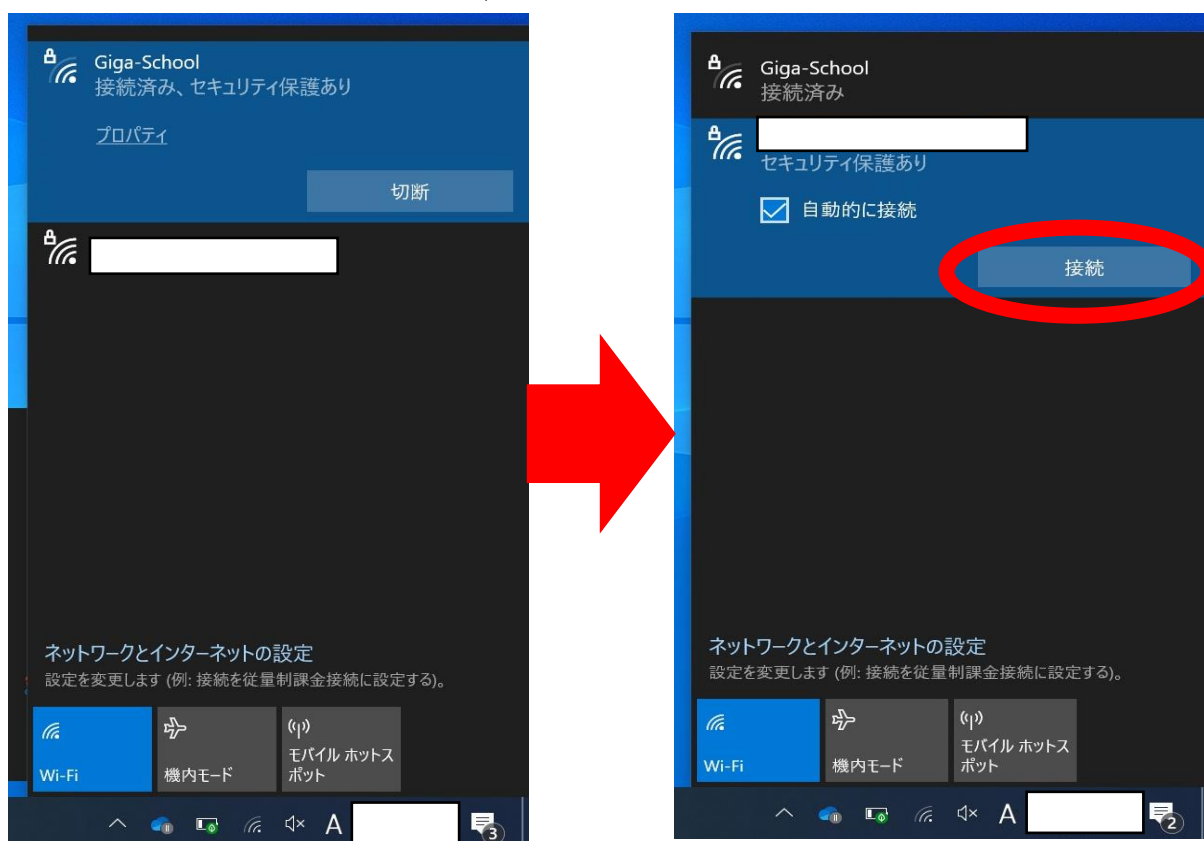 Giga-School
接続済み、セキュリティ保護あり
プロパティ
切断
ネットワークとインターネットの設定
設定を変更します (例: 接続を従量制課金接続に設定する)。
Wi-Fi
機内モード
モバイル ホットス
ポット
A
3
Giga-School
接続済み
セキュリティ保護あり
自動的に接続
接続
ネットワークとインターネットの設定
設定を変更します (例: 接続を従量制課金接続に設定する)。
Wi-Fi
機内モード
モバイル ホットス
ポット
A
2